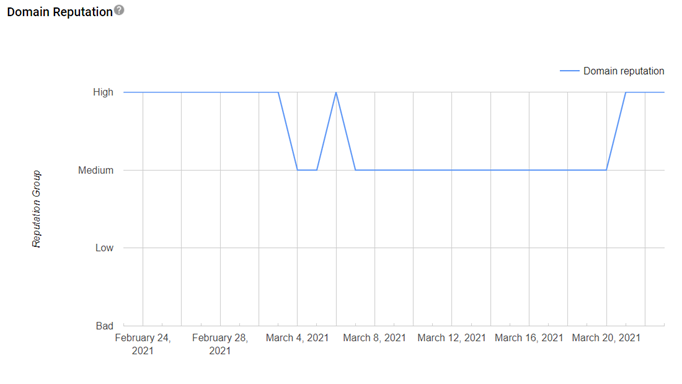 Domain Reputation
?
Domain reputation
High
Medium
Low
Bad
Reputation Group
February 24,
2021
February 28,
2021
March 4, 2021
March 8, 2021
March 12, 2021
March 16, 2021
March 20, 2021